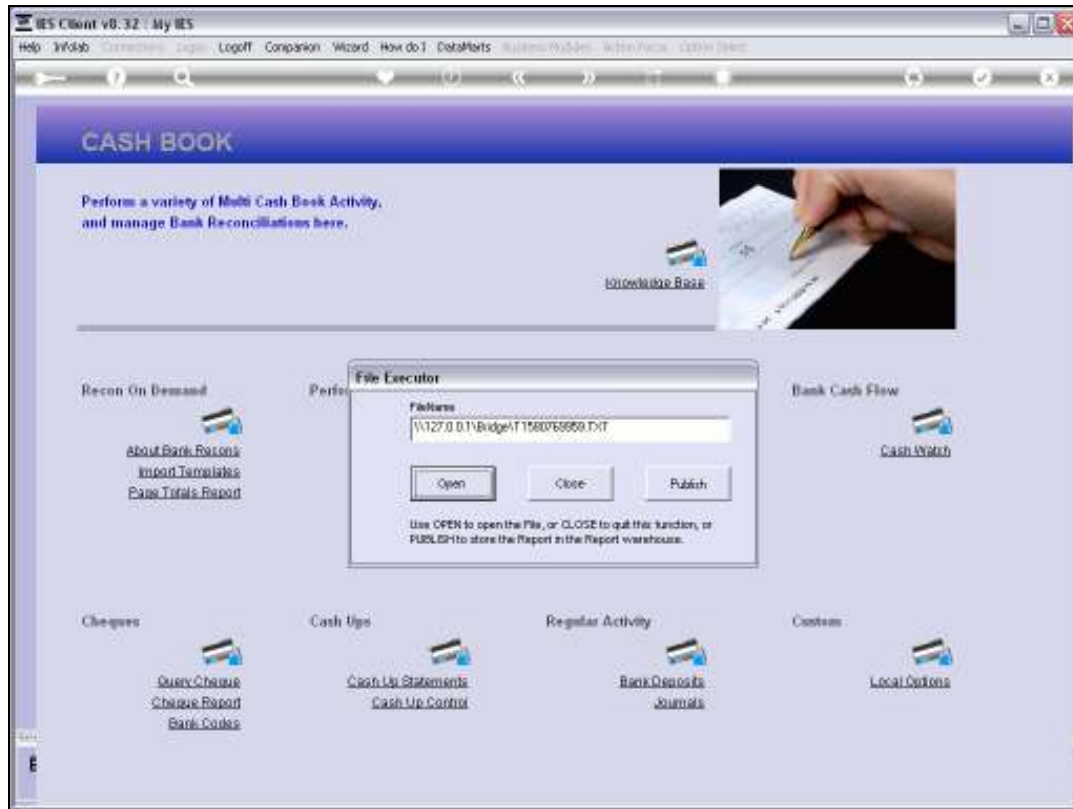 IES Client v8.32 : My IES
Help Infolab Logoff Companion Wizard How do I DataMarts
CASH BOOK
Perform a variety of Multi Cash Book Activity,
and manage Bank Reconciliations here.
Knowledge Base
Recon On Demand
About Bank Recons
Import Templates
Page Totals Report
Perfo
File Executor
FileName
\\127.0.0.1\Bridge\T1580769959.TXT
Open Close Publish
Use OPEN to open the File, or CLOSE to quit this function, or
PUBLISH to store the Report in the Report warehouse.
Bank Cash Flow
Cash Watch
Cheques
Query Cheque
Cheque Report
Bank Codes
Cash Ups
Cash Up Statements
Cash Up Control
Regular Activity
Bank Deposits
Journals
Custom
Local Options